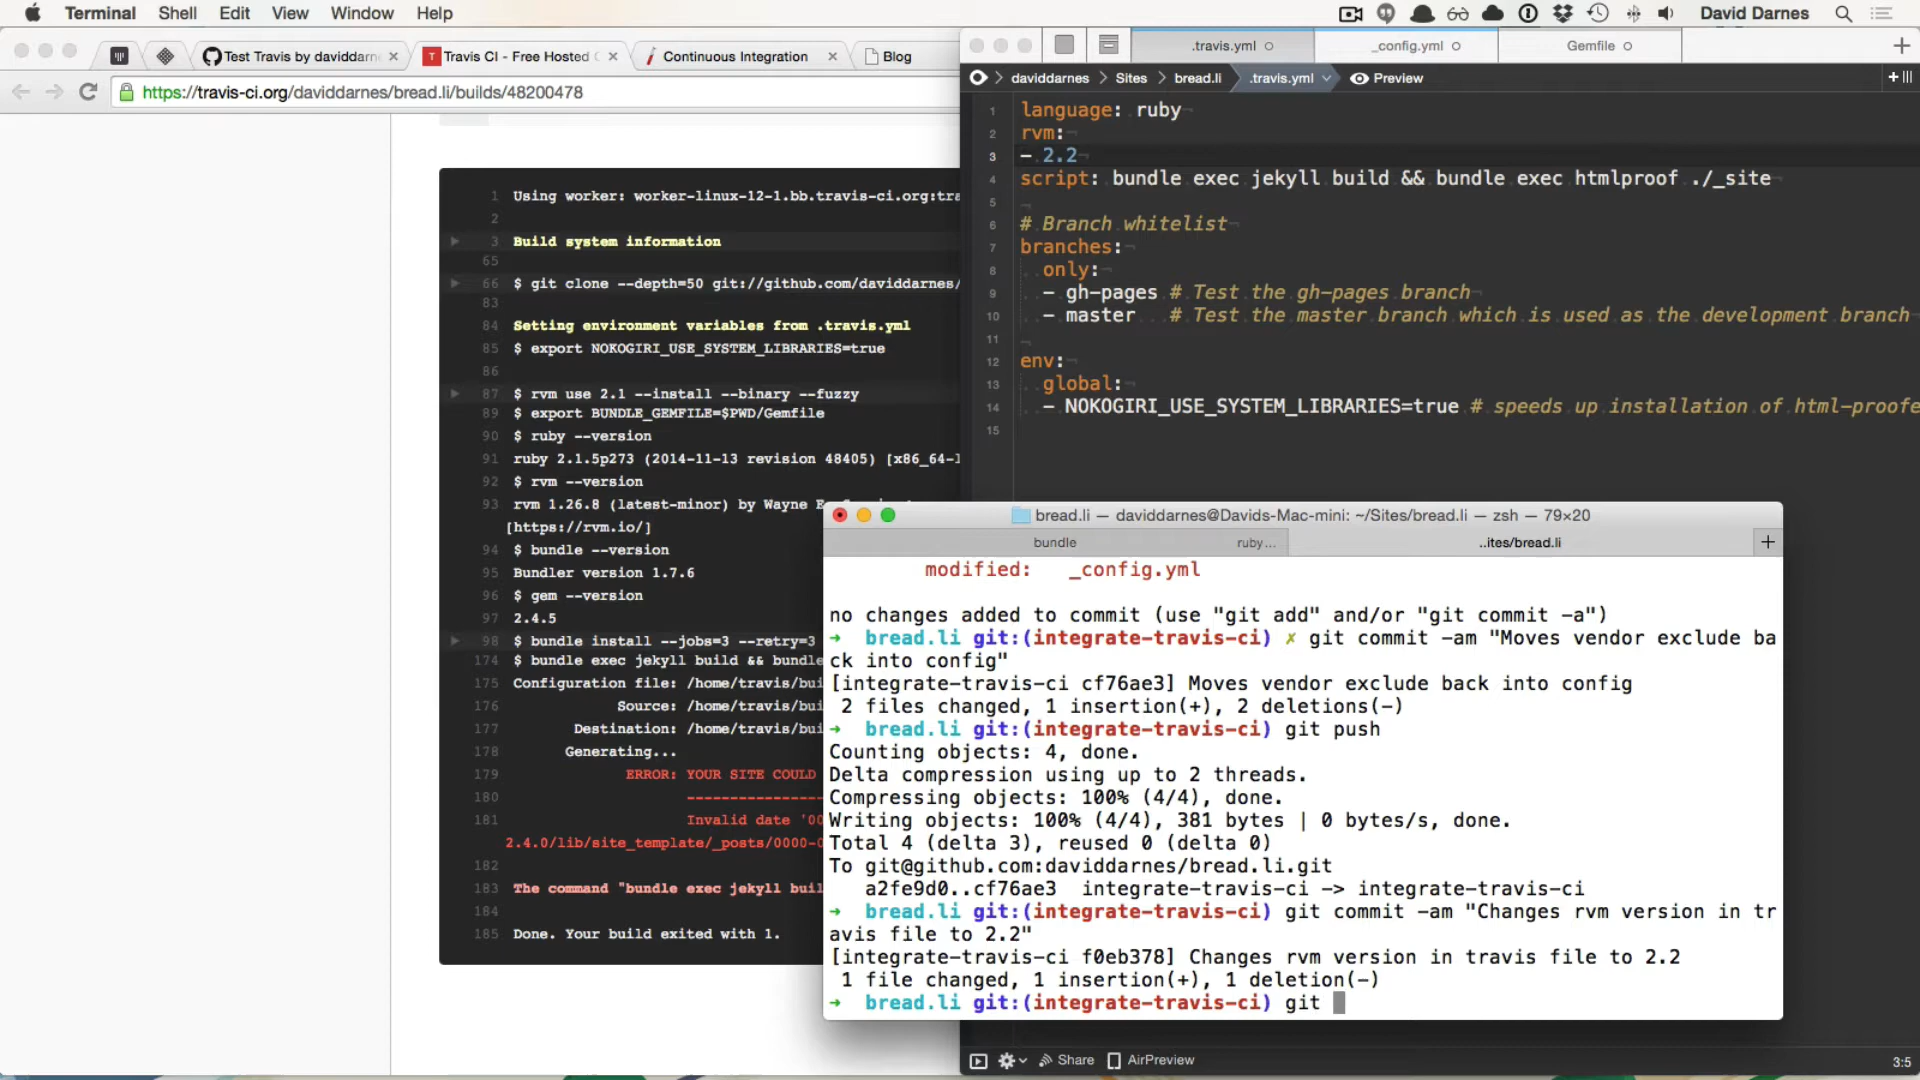 Terminal Shell Edit View Window Help David Darnes
Test Travis by daviddarn
Travis CI - Free Hosted
Continuous Integration
Blog
https://travis-ci.org/daviddarnes/bread.li/builds/48200478
1 Using worker: worker-linux-12-1.bb.travis-ci.org:tra
2
3 Build system information
65
66 $ git clone --depth=50 git://github.com/daviddarnes/
83
84 Setting environment variables from .travis.yml
85 $ export NOKOGIRI_USE_SYSTEM_LIBRARIES=true
86
87 $ rvm use 2.1 --install --binary --fuzzy
89 $ export BUNDLE_GEMFILE=$PWD/Gemfile
90 $ ruby --version
91 ruby 2.1.5p273 (2014-11-13 revision 48405) [x86_64-l
92 $ rvm --version
93 rvm 1.26.8 (latest-minor) by Wayne E.
[https://rvm.io/]
94 $ bundle --version
95 Bundler version 1.7.6
96 $ gem --version
97 2.4.5
98 $ bundle install --jobs=3 --retry=3
174 $ bundle exec jekyll build && bundle
175 Configuration file: /home/travis/bui
176 Source: /home/travis/bui
177 Destination: /home/travis/bui
178 Generating...
179 ERROR: YOUR SITE COULD
180 -----------------
181 Invalid date '00
2.4.0/lib/site_template/_posts/0000-0
182
183 The command "bundle exec jekyll buil
184
185 Done. Your build exited with 1.
.travis.yml
_config.yml
Gemfile
daviddarnes Sites bread.li .travis.yml Preview
1 language: ruby
2 rvm:
3 - 2.2
4 script: bundle exec jekyll build && bundle exec htmlproof ./_site
5
6 # Branch whitelist
7 branches:
8 only:
9 - gh-pages # Test the gh-pages branch
10 - master # Test the master branch which is used as the development branch
11
12 env:
13 global:
14 - NOKOGIRI_USE_SYSTEM_LIBRARIES=true # speeds up installation of html-proofe
15
bread.li — daviddarnes@Davids-Mac-mini: ~/Sites/bread.li — zsh — 79×20
bundle ruby... ..ites/bread.li
modified: _config.yml
no changes added to commit (use "git add" and/or "git commit -a")
➜ bread.li git:(integrate-travis-ci) ✗ git commit -am "Moves vendor exclude ba
ck into config"
[integrate-travis-ci cf76ae3] Moves vendor exclude back into config
2 files changed, 1 insertion(+), 2 deletions(-)
➜ bread.li git:(integrate-travis-ci) git push
Counting objects: 4, done.
Delta compression using up to 2 threads.
Compressing objects: 100% (4/4), done.
Writing objects: 100% (4/4), 381 bytes | 0 bytes/s, done.
Total 4 (delta 3), reused 0 (delta 0)
To git@github.com:daviddarnes/bread.li.git
a2fe9d0..cf76ae3 integrate-travis-ci -> integrate-travis-ci
➜ bread.li git:(integrate-travis-ci) git commit -am "Changes rvm version in tr
avis file to 2.2"
[integrate-travis-ci f0eb378] Changes rvm version in travis file to 2.2
1 file changed, 1 insertion(+), 1 deletion(-)
➜ bread.li git:(integrate-travis-ci) git
Share AirPreview
3:5